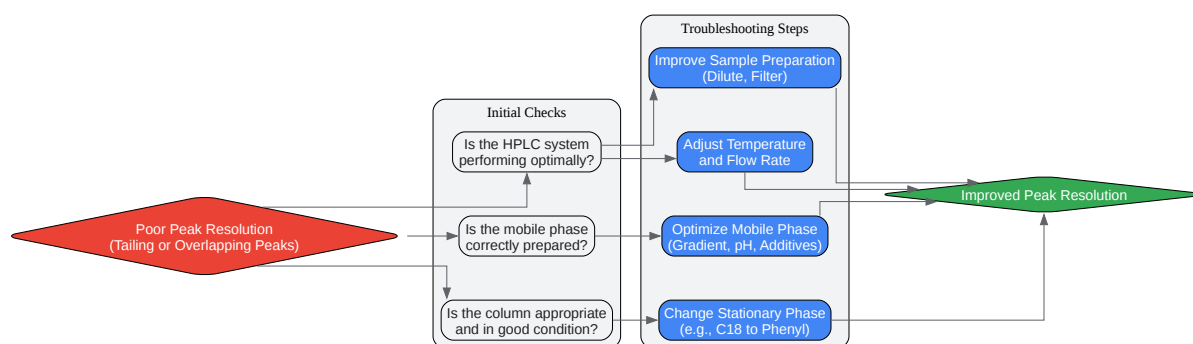 Troubleshooting Steps
Improve Sample Preparation
(Dilute, Filter)
Initial Checks
Is the HPLC system
performing optimally?
Adjust Temperature
and Flow Rate
Improved Peak Resolution
Poor Peak Resolution
(Tailing or Overlapping Peaks)
Is the mobile phase
correctly prepared?
Optimize Mobile Phase
(Gradient, pH, Additives)
Is the column appropriate
and in good condition?
Change Stationary Phase
(e.g., C18 to Phenyl)